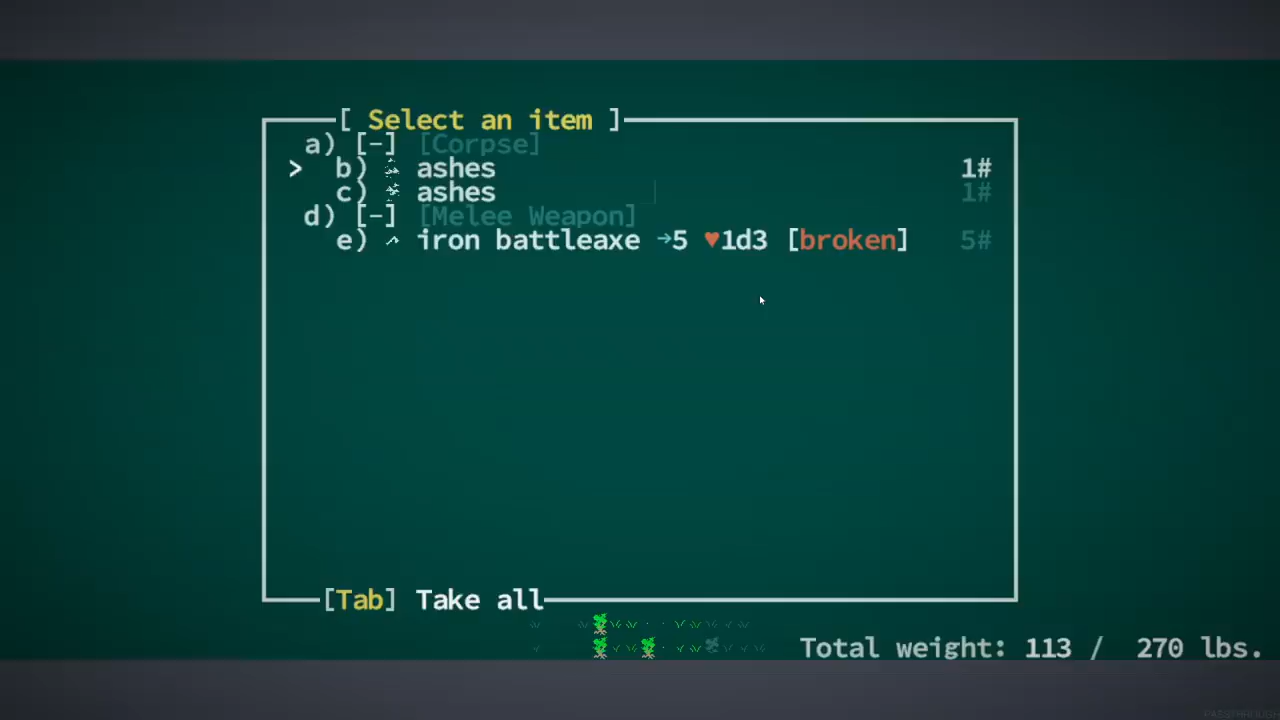 [ Select an item ]
a) [-] [Corpse]
> b) ashes 1#
c) ashes 1#
d) [-] [Melee Weapon]
e) iron battleaxe →5 ♥1d3 [broken] 5#
[Tab] Take all
Total weight: 113 / 270 lbs.